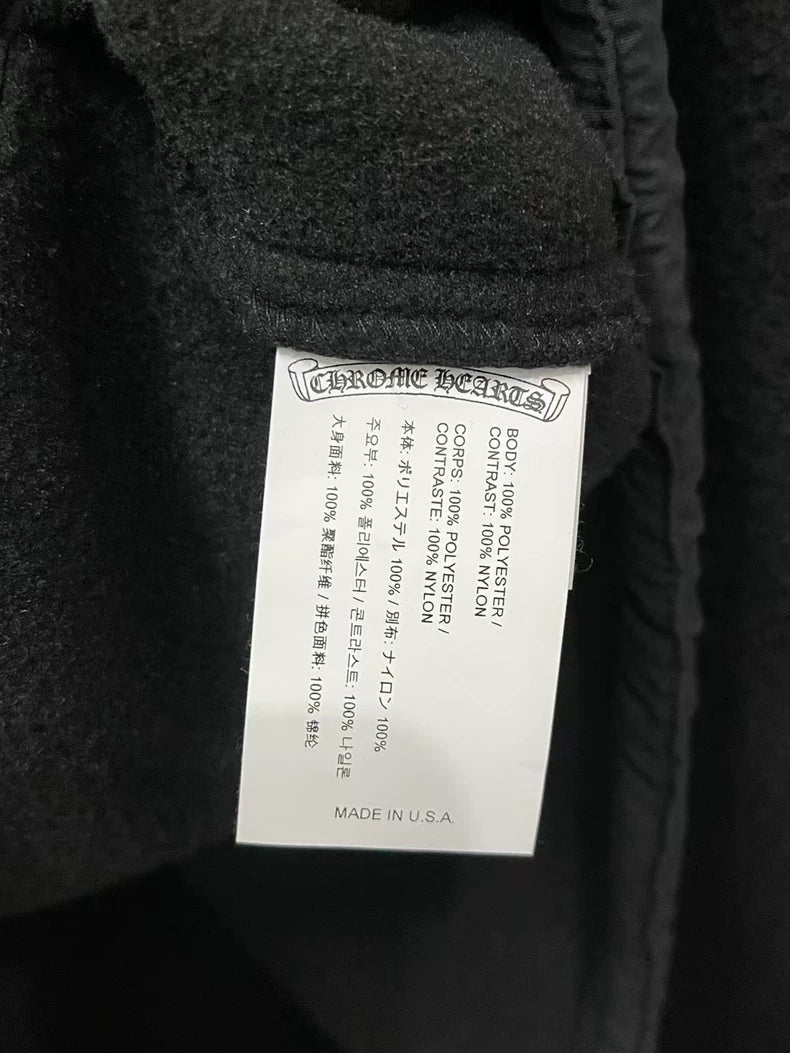 CHROME HEARTS
BODY: 100% POLYESTER /
CONTRAST: 100% NYLON
CORPS: 100% POLYESTER /
CONTRASTE: 100% NYLON
本体: ポリエステル 100% / 別布: ナイロン 100%
주요부: 100% 폴리에스터 / 콘트라스트: 100% 나일론
大身面料: 100% 聚酯纤维 / 拼色面料: 100% 锦纶
MADE IN U.S.A.